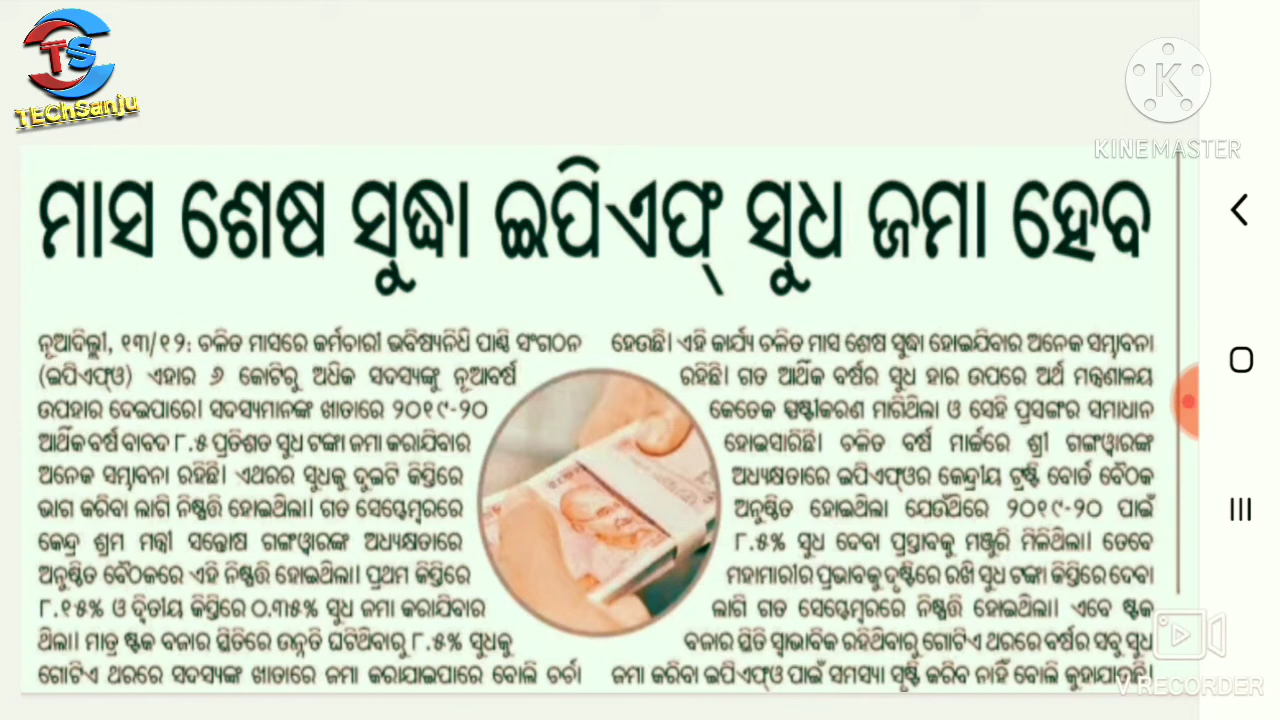 TS
TEChSanju
K
KINEMASTER
ମାସ ଶେଷ ସୁଦ୍ଧା ଇପିଏଫ୍ ସୁଧ ଜମା ହେବ
ନୂଆଦିଲ୍ଲୀ, ୧୩/୧୨: ଚଳିତ ମାସରେ କର୍ମଚାରୀ ଭବିଷ୍ୟନିଧି ପାଣ୍ଠି ସଂଗଠନ
(ଇପିଏଫ୍ଓ) ଏହାର ୬ କୋଟିରୁ ଅଧିକ ସଦସ୍ୟଙ୍କୁ ନୂଆବର୍ଷ
ଉପହାର ଦେଇପାରେ। ସଦସ୍ୟମାନଙ୍କ ଖାତାରେ ୨୦୧୯-୨୦
ଆର୍ଥିକ ବର୍ଷ ବାବଦ ୮.୫ ପ୍ରତିଶତ ସୁଧ ଟଙ୍କା ଜମା କରାଯିବାର
ଅନେକ ସମ୍ଭାବନା ରହିଛି। ଏଥରର ସୁଧକୁ ଦୁଇଟି କିସ୍ତିରେ
ଭାଗ କରିବା ଲାଗି ନିଷ୍ପତ୍ତି ହୋଇଥିଲା। ଗତ ସେପ୍ଟେମ୍ବରରେ
କେନ୍ଦ୍ର ଶ୍ରମ ମନ୍ତ୍ରୀ ସନ୍ତୋଷ ଗଙ୍ଗୱାରଙ୍କ ଅଧ୍ୟକ୍ଷତାରେ
ଅନୁଷ୍ଠିତ ବୈଠକରେ ଏହି ନିଷ୍ପତ୍ତି ହୋଇଥିଲା। ପ୍ରଥମ କିସ୍ତିରେ
୮.୧୫% ଓ ଦ୍ୱିତୀୟ କିସ୍ତିରେ ୦.୩୫% ସୁଧ ଜମା କରାଯିବାର
ଥିଲା। ମାତ୍ର ଷ୍ଟକ ବଜାର ସ୍ଥିତିରେ ଉନ୍ନତି ଘଟିଥିବାରୁ ୮.୫% ସୁଧକୁ
ଗୋଟିଏ ଥରରେ ସଦସ୍ୟଙ୍କ ଖାତାରେ ଜମା କରାଯାଇପାରେ ବୋଲି ଚର୍ଚ୍ଚା
ହେଉଛି। ଏହି କାର୍ଯ୍ୟ ଚଳିତ ମାସ ଶେଷ ସୁଦ୍ଧା ହୋଇଯିବାର ଅନେକ ସମ୍ଭାବନା
ରହିଛି। ଗତ ଆର୍ଥିକ ବର୍ଷର ସୁଧ ହାର ଉପରେ ଅର୍ଥ ମନ୍ତ୍ରଣାଳୟ
କେତେକ ସ୍ପଷ୍ଟୀକରଣ ମାଗିଥିଲା ଓ ସେହି ପ୍ରସଙ୍ଗର ସମାଧାନ
ହୋଇସାରିଛି। ଚଳିତ ବର୍ଷ ମାର୍ଚ୍ଚରେ ଶ୍ରୀ ଗଙ୍ଗୱାରଙ୍କ
ଅଧ୍ୟକ୍ଷତାରେ ଇପିଏଫ୍ଓର କେନ୍ଦ୍ରୀୟ ଟ୍ରଷ୍ଟି ବୋର୍ଡ ବୈଠକ
ଅନୁଷ୍ଠିତ ହୋଇଥିଲା ଯେଉଁଥିରେ ୨୦୧୯-୨୦ ପାଇଁ
୮.୫% ସୁଧ ଦେବା ପ୍ରସ୍ତାବକୁ ମଞ୍ଜୁରି ମିଳିଥିଲା। ତେବେ
ମହାମାରୀର ପ୍ରଭାବକୁ ଦୃଷ୍ଟିରେ ରଖି ସୁଧ ଟଙ୍କା କିସ୍ତିରେ ଦେବା
ଲାଗି ଗତ ସେପ୍ଟେମ୍ବରରେ ନିଷ୍ପତ୍ତି ହୋଇଥିଲା। ଏବେ ଷ୍ଟକ
ବଜାର ସ୍ଥିତି ସ୍ୱାଭାବିକ ରହିଥିବାରୁ ଗୋଟିଏ ଥରରେ ବର୍ଷର ସବୁ ସୁଧ
ଜମା କରିବା ଇପିଏଫ୍ଓ ପାଇଁ ସମସ୍ୟା ସୃଷ୍ଟି କରିବ ନାହିଁ ବୋଲି କୁହାଯାଉଛି।
V RECORDER